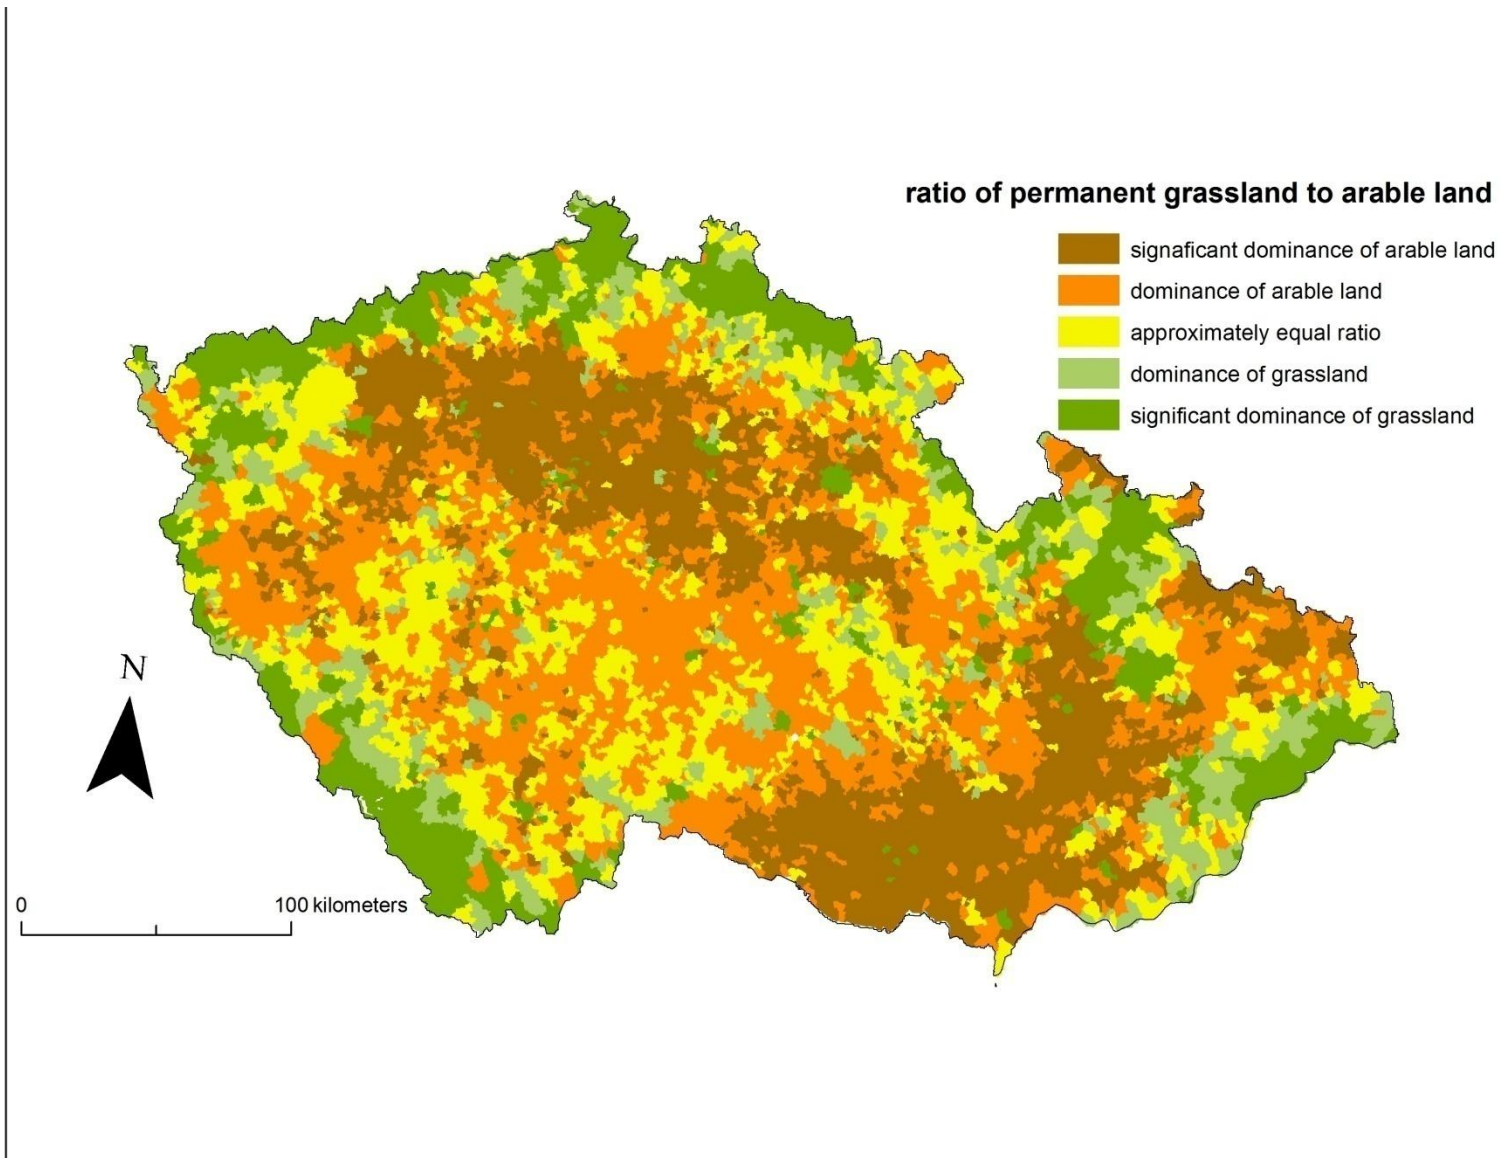 ratio of permanent grassland to arable land
signaficant dominance of arable land
dominance of arable land
approximately equal ratio
dominance of grassland
significant dominance of grassland
N
0 100 kilometers